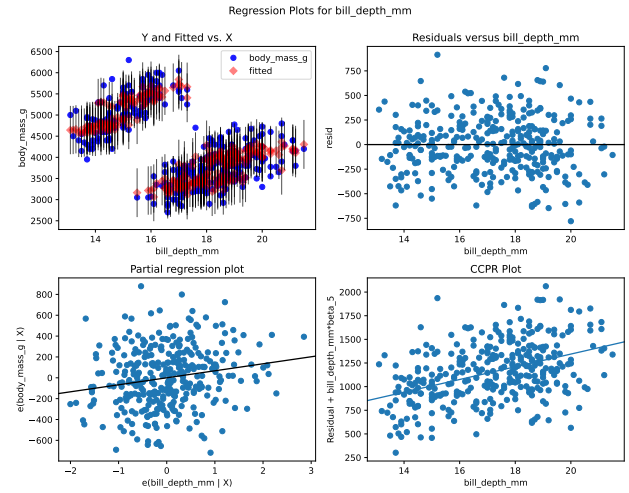 Regression Plots for bill_depth_mm
Y and Fitted vs. X
body_mass_g
fitted
6500
6000
5500
5000
4500
4000
3500
3000
2500
body_mass_g
14 16 18 20
bill_depth_mm
Residuals versus bill_depth_mm
750
500
250
0
−250
−500
−750
resid
14 16 18 20
bill_depth_mm
Partial regression plot
800
600
400
200
0
−200
−400
−600
e(body_mass_g | X)
−2 −1 0 1 2 3
e(bill_depth_mm | X)
CCPR Plot
2000
1750
1500
1250
1000
750
500
250
Residual + bill_depth_mm*beta_5
14 16 18 20
bill_depth_mm